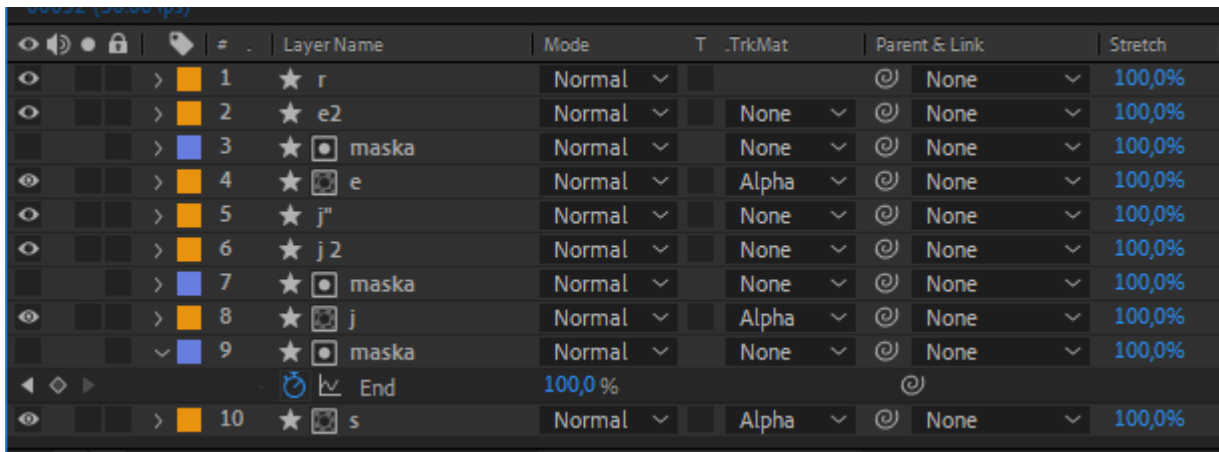 # . Layer Name Mode T .TrkMat Parent & Link Stretch
1 r Normal None 100,0%
2 e2 Normal None None 100,0%
3 maska Normal None None 100,0%
4 e Normal Alpha None 100,0%
5 j" Normal None None 100,0%
6 j 2 Normal None None 100,0%
7 maska Normal None None 100,0%
8 j Normal Alpha None 100,0%
9 maska Normal None None 100,0%
End 100,0 %
10 s Normal Alpha None 100,0%